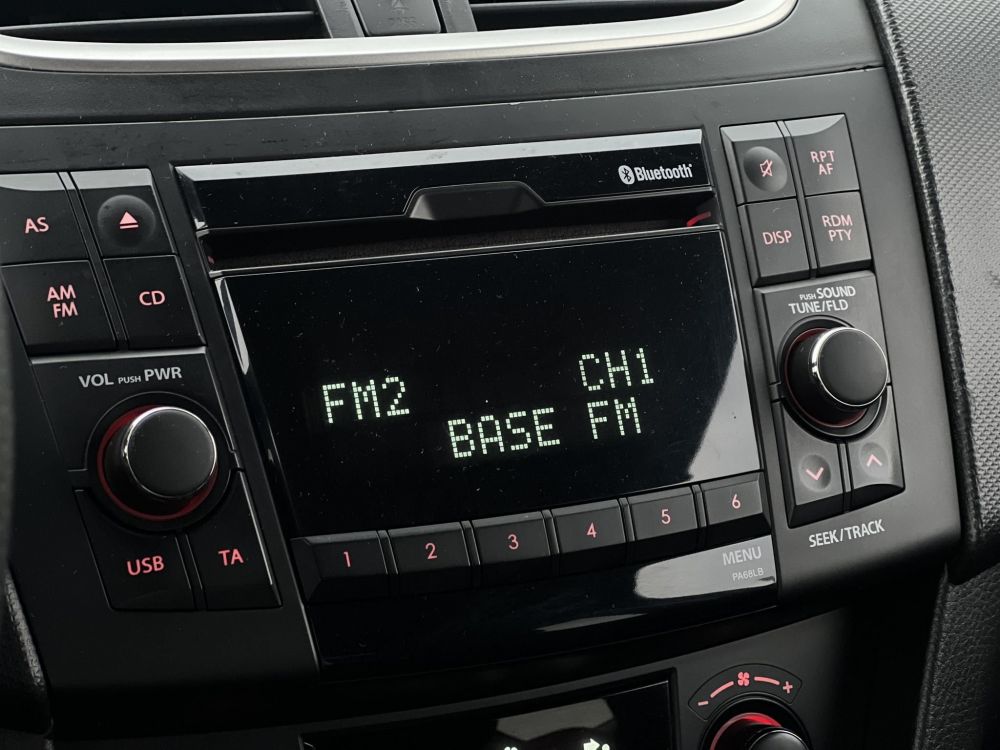 Bluetooth
AS
AM
FM
CD
RPT
AF
DISP
RDM
PTY
PUSH SOUND
TUNE/FLD
VOL PUSH PWR
FM2
CH1
BASE FM
USB
TA
1 2 3 4 5 6
MENU
PA68LB
SEEK/TRACK